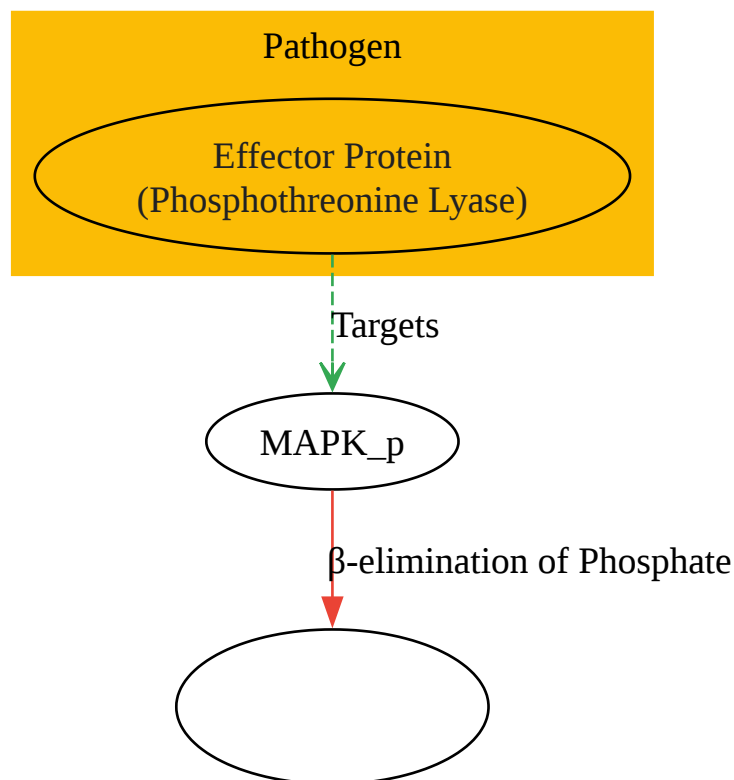 Pathogen
Effector Protein
(Phosphothreonine Lyase)
Targets
MAPK_p
β-elimination of Phosphate